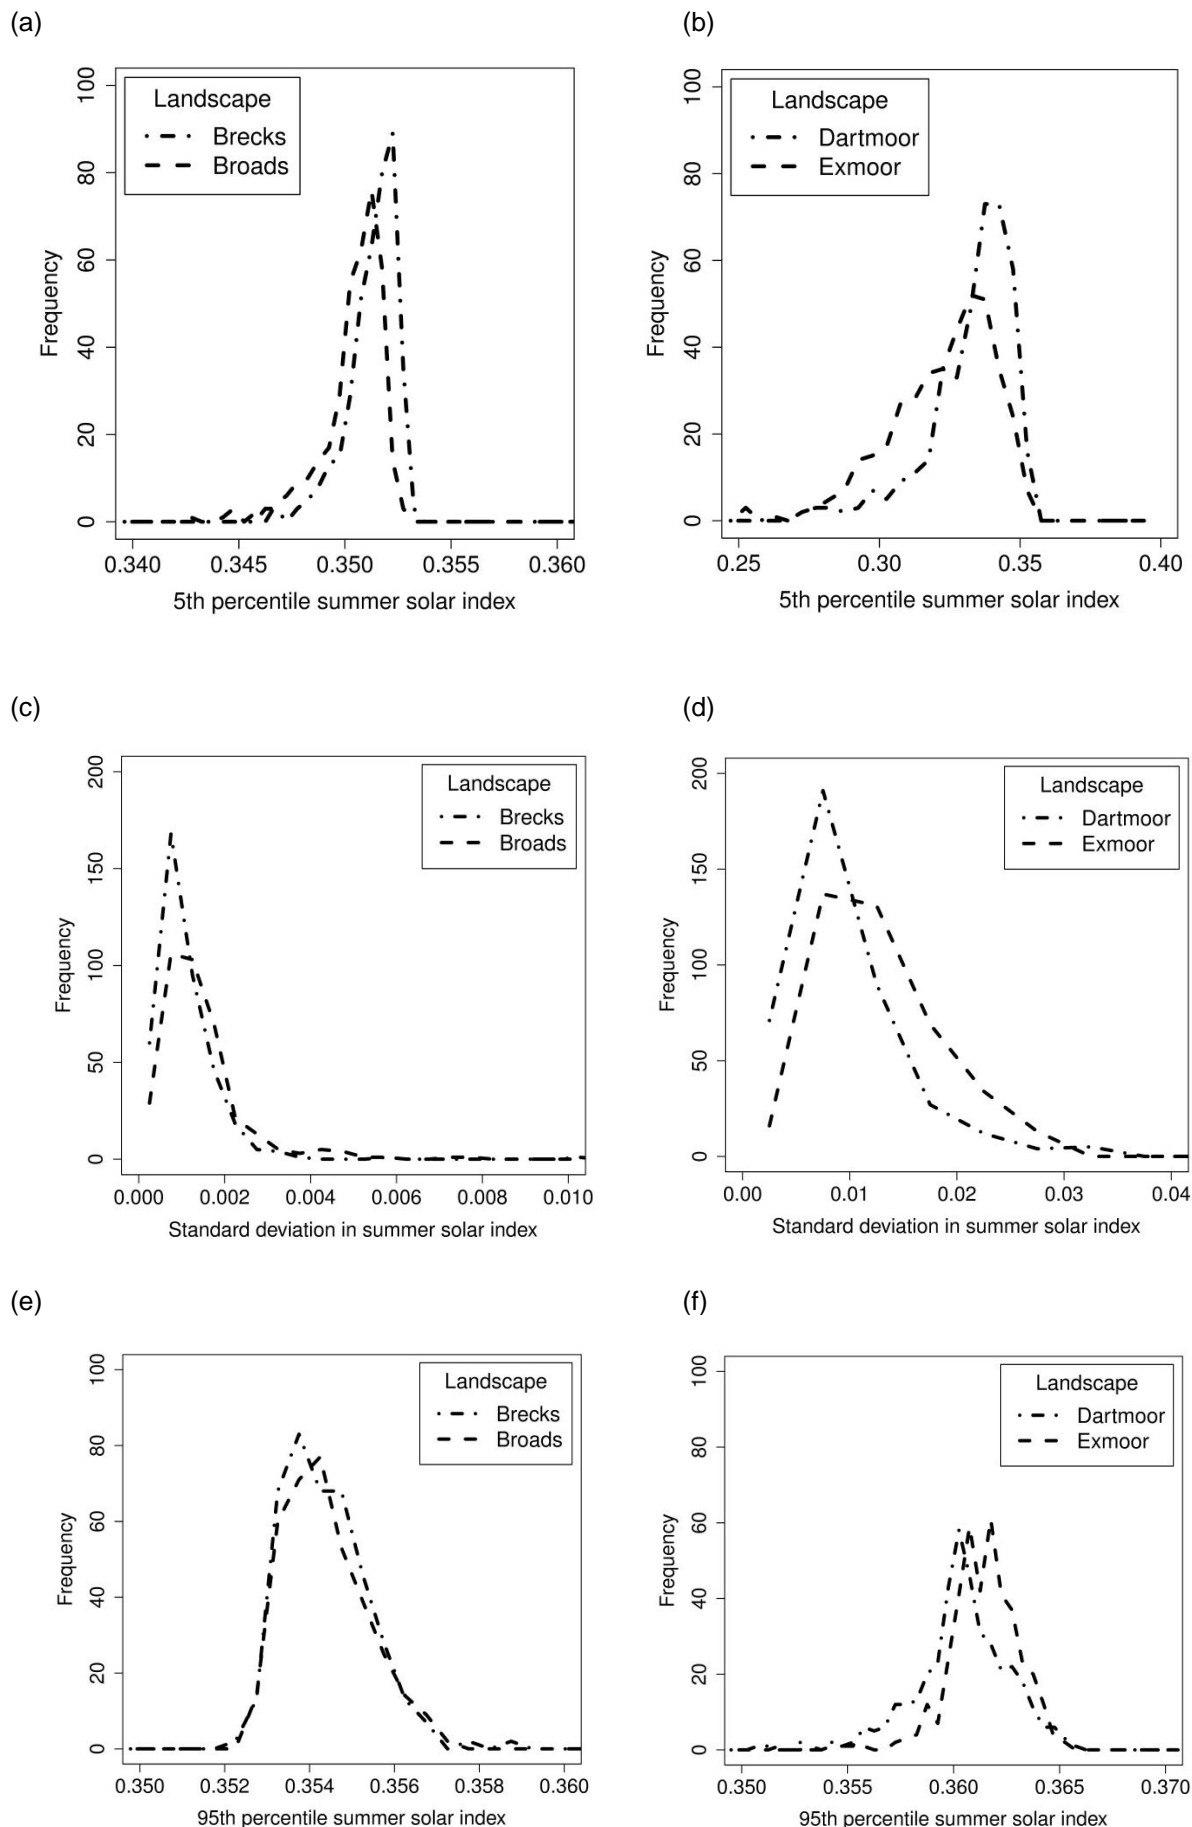 (a)
100
80
60
40
20
0
Frequency
Landscape
Brecks
Broads
0.340 0.345 0.350 0.355 0.360
5th percentile summer solar index
(b)
100
80
60
40
20
0
Frequency
Landscape
Dartmoor
Exmoor
0.25 0.30 0.35 0.40
5th percentile summer solar index
(c)
200
150
100
50
0
Frequency
Landscape
Brecks
Broads
0.000 0.002 0.004 0.006 0.008 0.010
Standard deviation in summer solar index
(d)
200
150
100
50
0
Frequency
Landscape
Dartmoor
Exmoor
0.00 0.01 0.02 0.03 0.04
Standard deviation in summer solar index
(e)
100
80
60
40
20
0
Frequency
Landscape
Brecks
Broads
0.350 0.352 0.354 0.356 0.358 0.360
95th percentile summer solar index
(f)
100
80
60
40
20
0
Frequency
Landscape
Dartmoor
Exmoor
0.350 0.355 0.360 0.365 0.370
95th percentile summer solar index